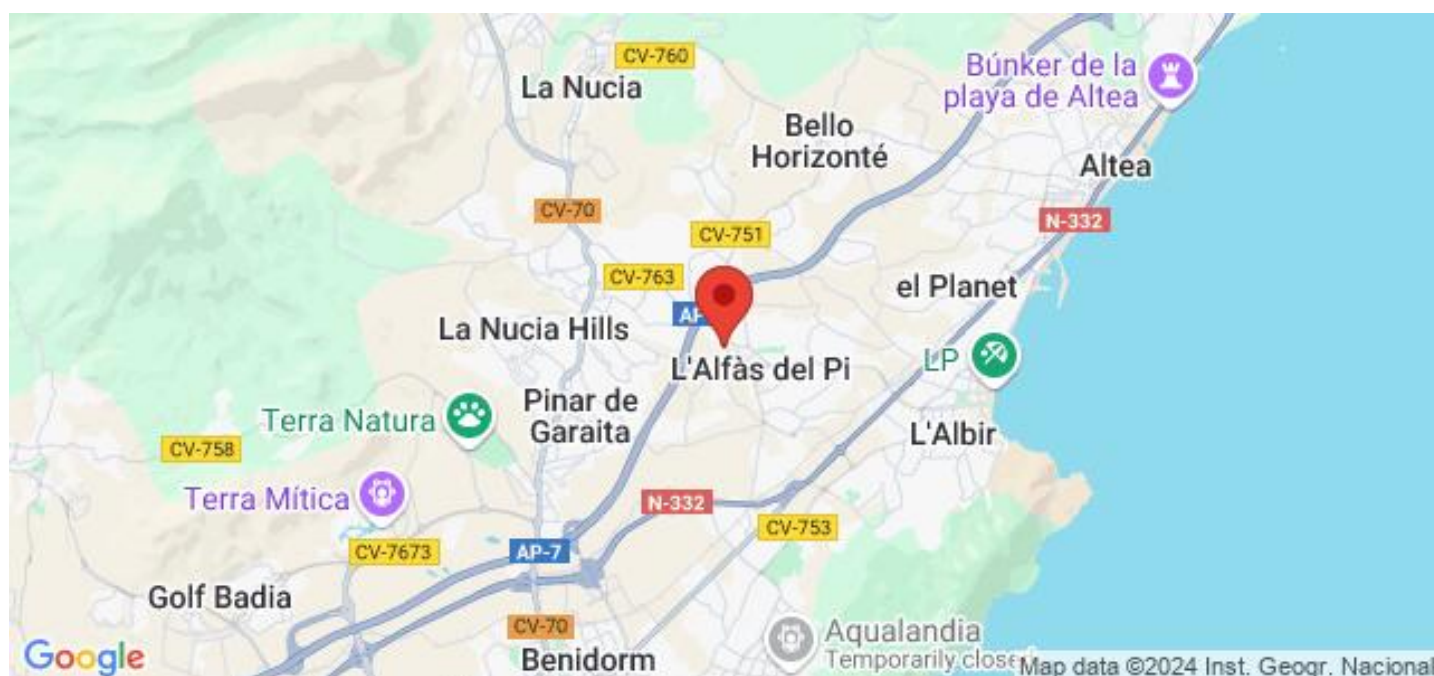 CV-760
La Nucia
Búnker de la
playa de Altea
Bello
Horizonté
Altea
CV-70
N-332
CV-751
CV-763
el Planet
AP
La Nucia Hills
L'Alfàs del Pi
LP
Terra Natura
Pinar de
Garaita
L'Albir
CV-758
Terra Mítica
N-332
CV-753
CV-7673
AP-7
Golf Badia
CV-70
Benidorm
Aqualandia
Temporarily close
Google
Map data ©2024 Inst. Geogr. Nacional